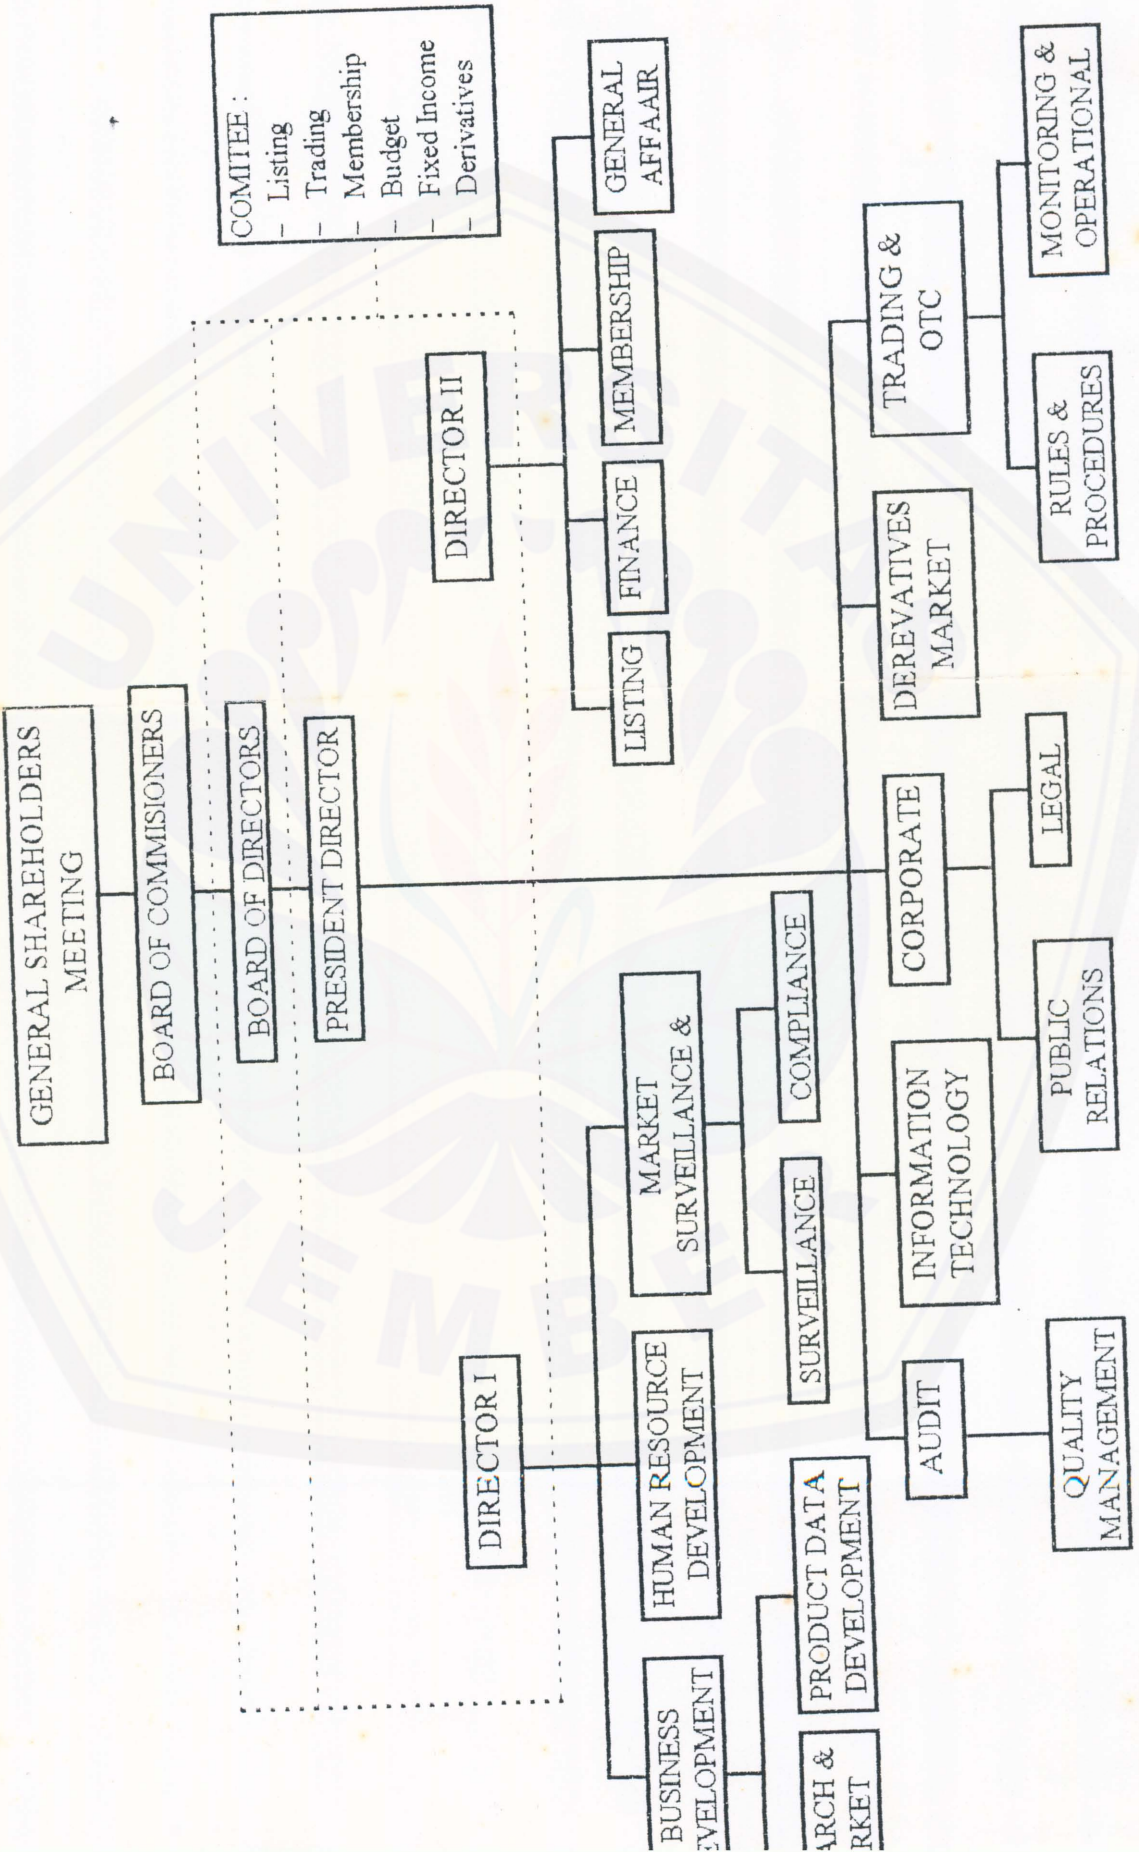 GENERAL SHAREHOLDERS
MEETING
BOARD OF COMMISIONERS
BOARD OF DIRECTORS
PRESIDENT DIRECTOR
COMITEE :
- Listing
- Trading
- Membership
- Budget
- Fixed Income
- Derivatives
DIRECTOR I
DIRECTOR II
BUSINESS
EVELOPMENT
HUMAN RESOURCE
DEVELOPMENT
MARKET
SURVEILLANCE &
LISTING
FINANCE
MEMBERSHIP
GENERAL
AFFAAIR
ARCH &
RKET
PRODUCT DATA
DEVELOPMENT
SURVEILLANCE
COMPLIANCE
AUDIT
INFORMATION
TECHNOLOGY
CORPORATE
DEREVATIVES
MARKET
TRADING &
OTC
QUALITY
MANAGEMENT
PUBLIC
RELATIONS
LEGAL
RULES &
PROCEDURES
MONITORING &
OPERATIONAL
UNIVERSITAS
JEMBER